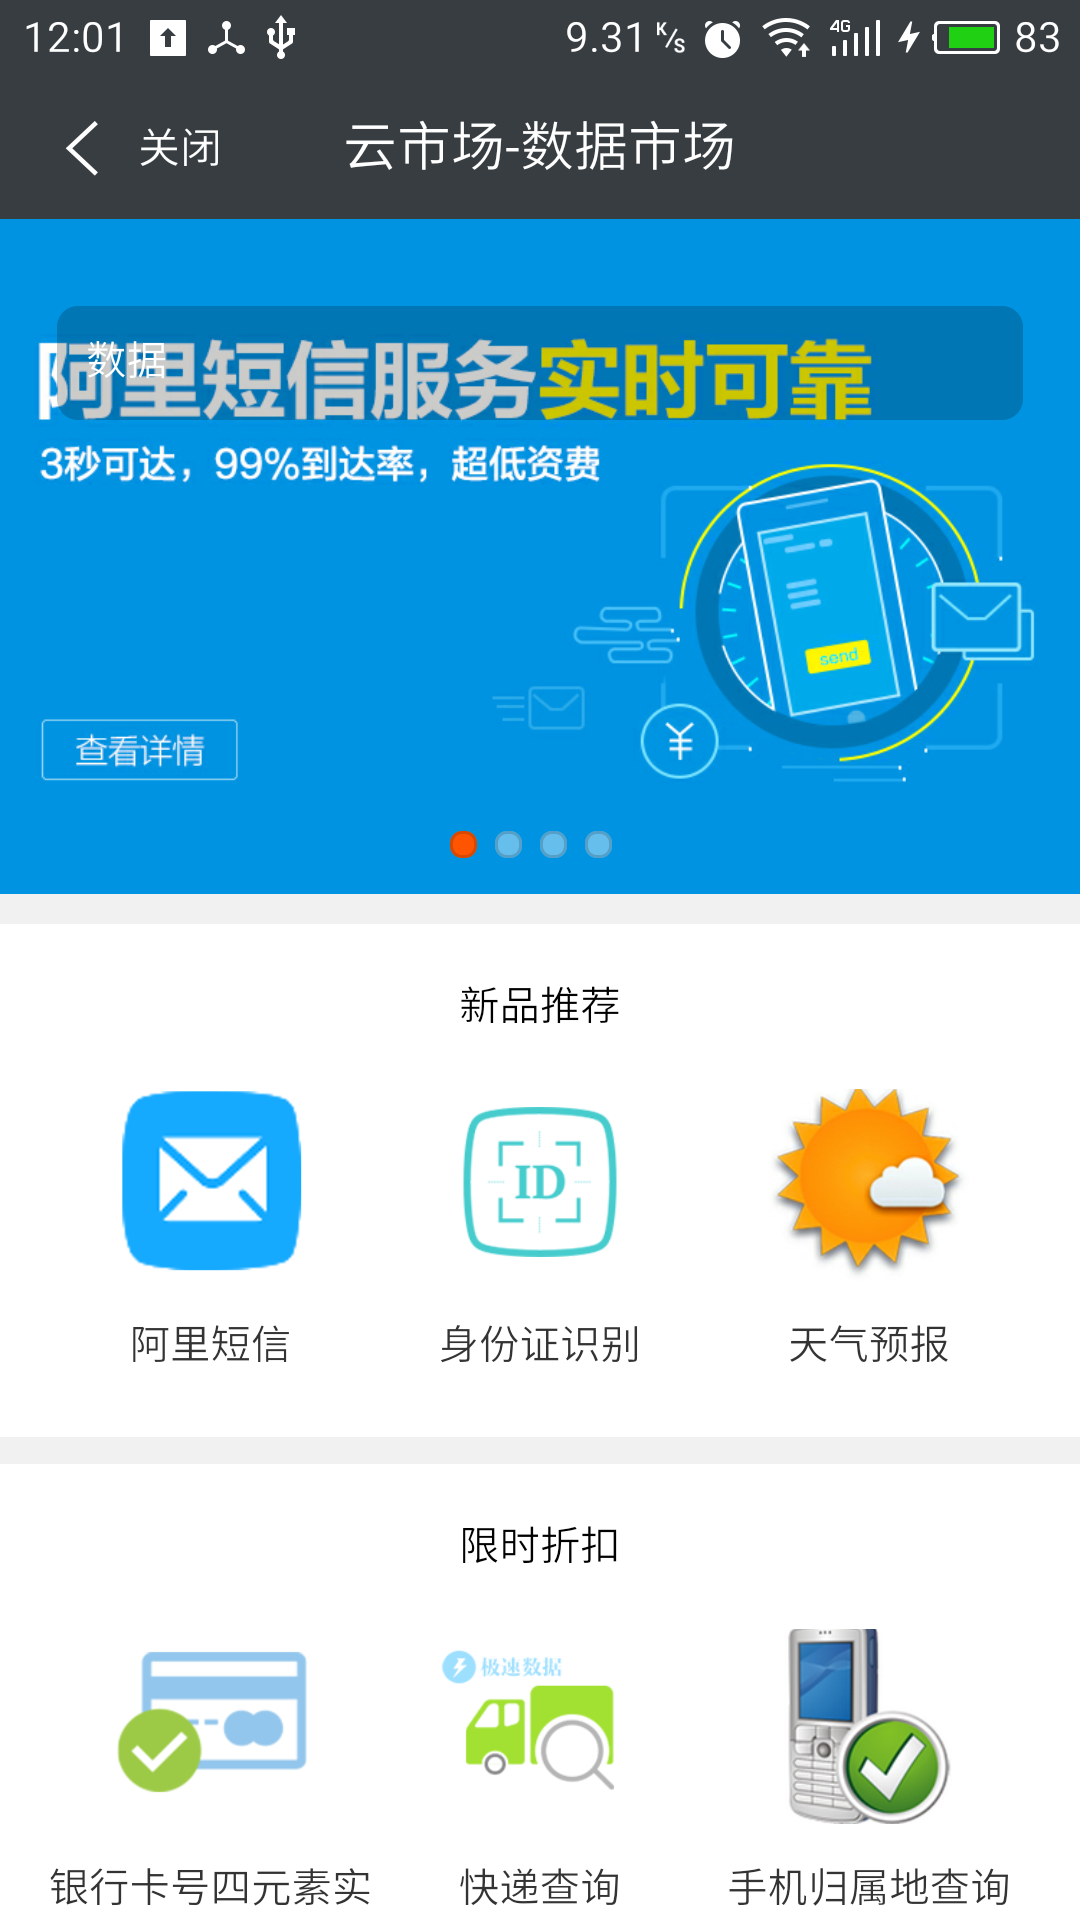 12:01 9.31 K/S 4G 83
关闭 云市场-数据市场
数据
阿里短信服务实时可靠
3秒可达，99%到达率，超低资费
send
¥
查看详情
新品推荐
ID
阿里短信 身份证识别 天气预报
限时折扣
极速数据
银行卡号四元素实 快递查询 手机归属地查询